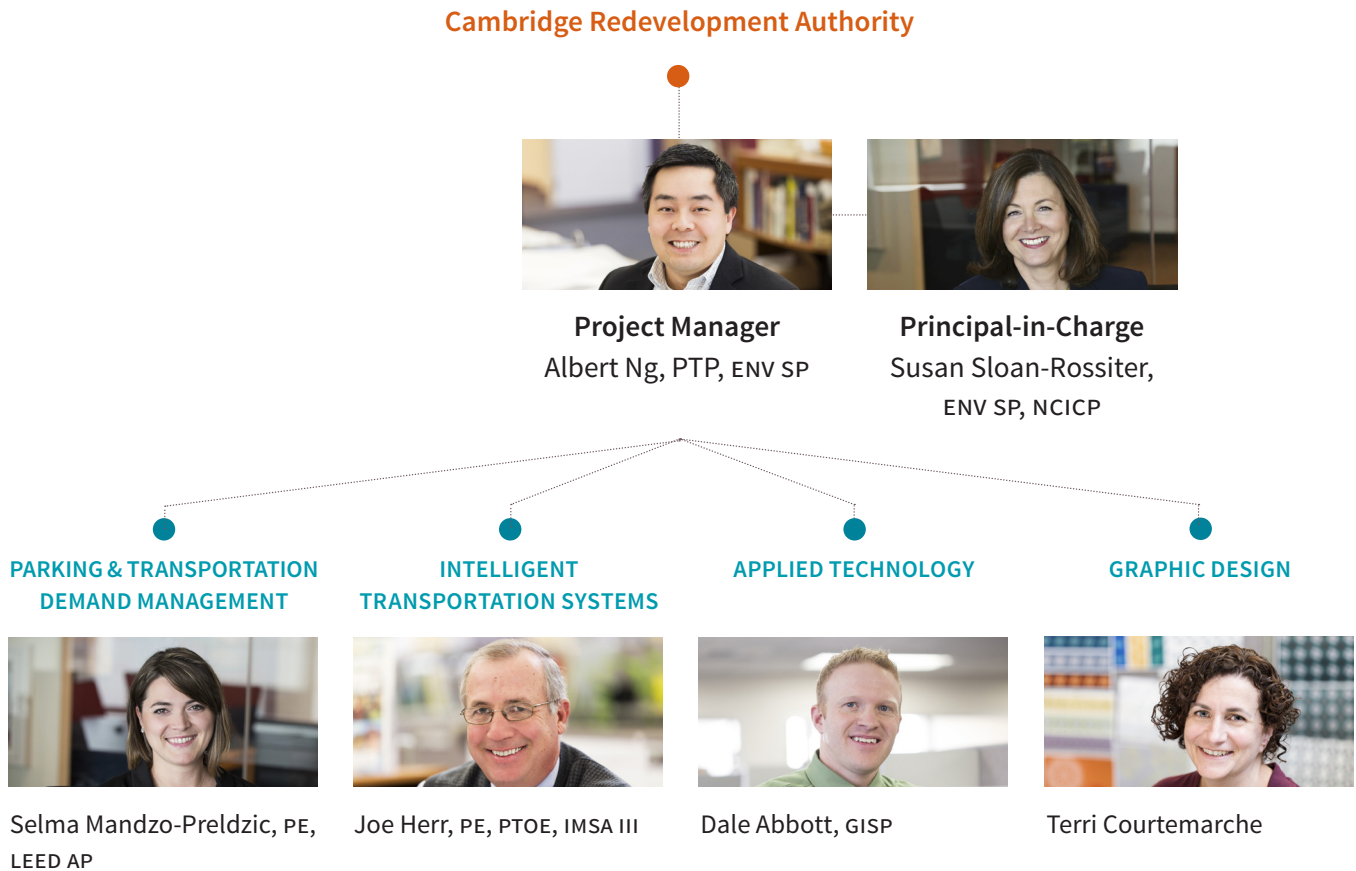 Cambridge Redevelopment Authority
Project Manager
Albert Ng, PTP, ENV SP
Principal-in-Charge
Susan Sloan-Rossiter,
ENV SP, NCICP
PARKING & TRANSPORTATION
DEMAND MANAGEMENT
INTELLIGENT
TRANSPORTATION SYSTEMS
APPLIED TECHNOLOGY
GRAPHIC DESIGN
Selma Mandzo-Preldzic, PE,
LEED AP
Joe Herr, PE, PTOE, IMSA III
Dale Abbott, GISP
Terri Courtemarche